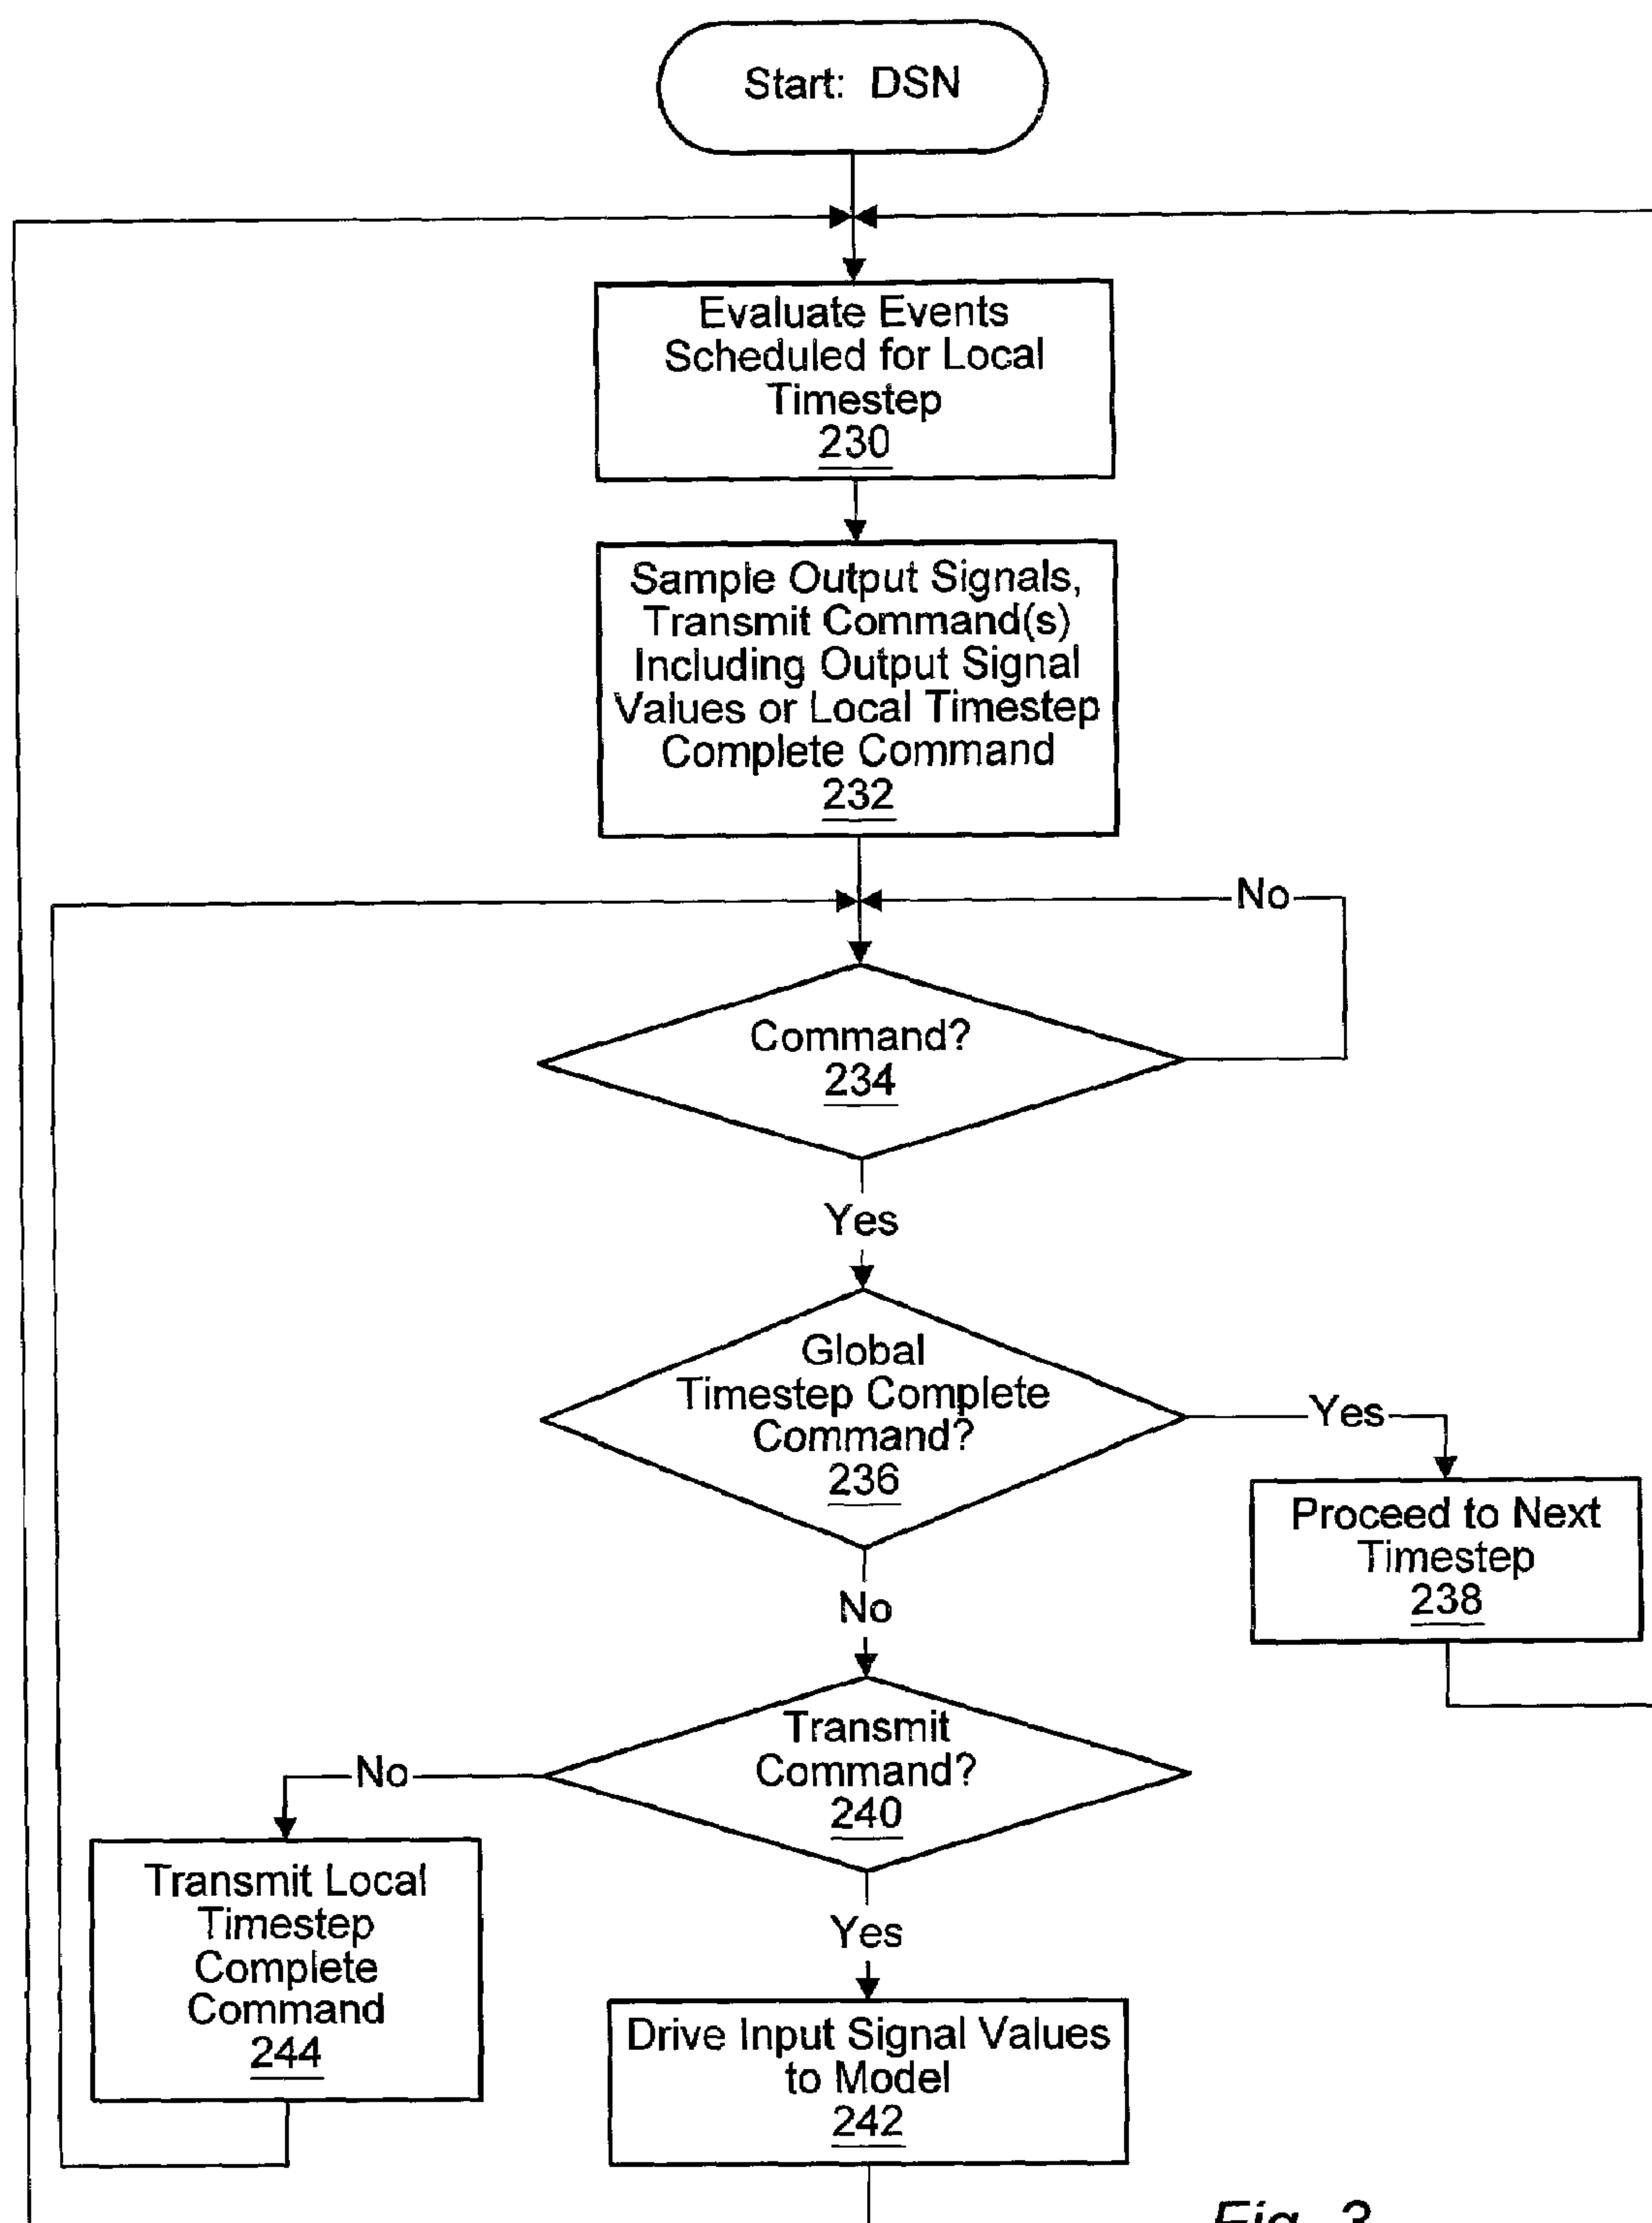 Start: DSN
Evaluate Events
Scheduled for Local
Timestep
230
Sample Output Signals,
Transmit Command(s)
Including Output Signal
Values or Local Timestep
Complete Command
232
No
Command?
234
Yes
Global
Timestep Complete
Command?
236
Yes
Proceed to Next
Timestep
238
No
Transmit
Command?
240
No
Transmit Local
Timestep
Complete
Command
244
Yes
Drive Input Signal Values
to Model
242
Fig. 3